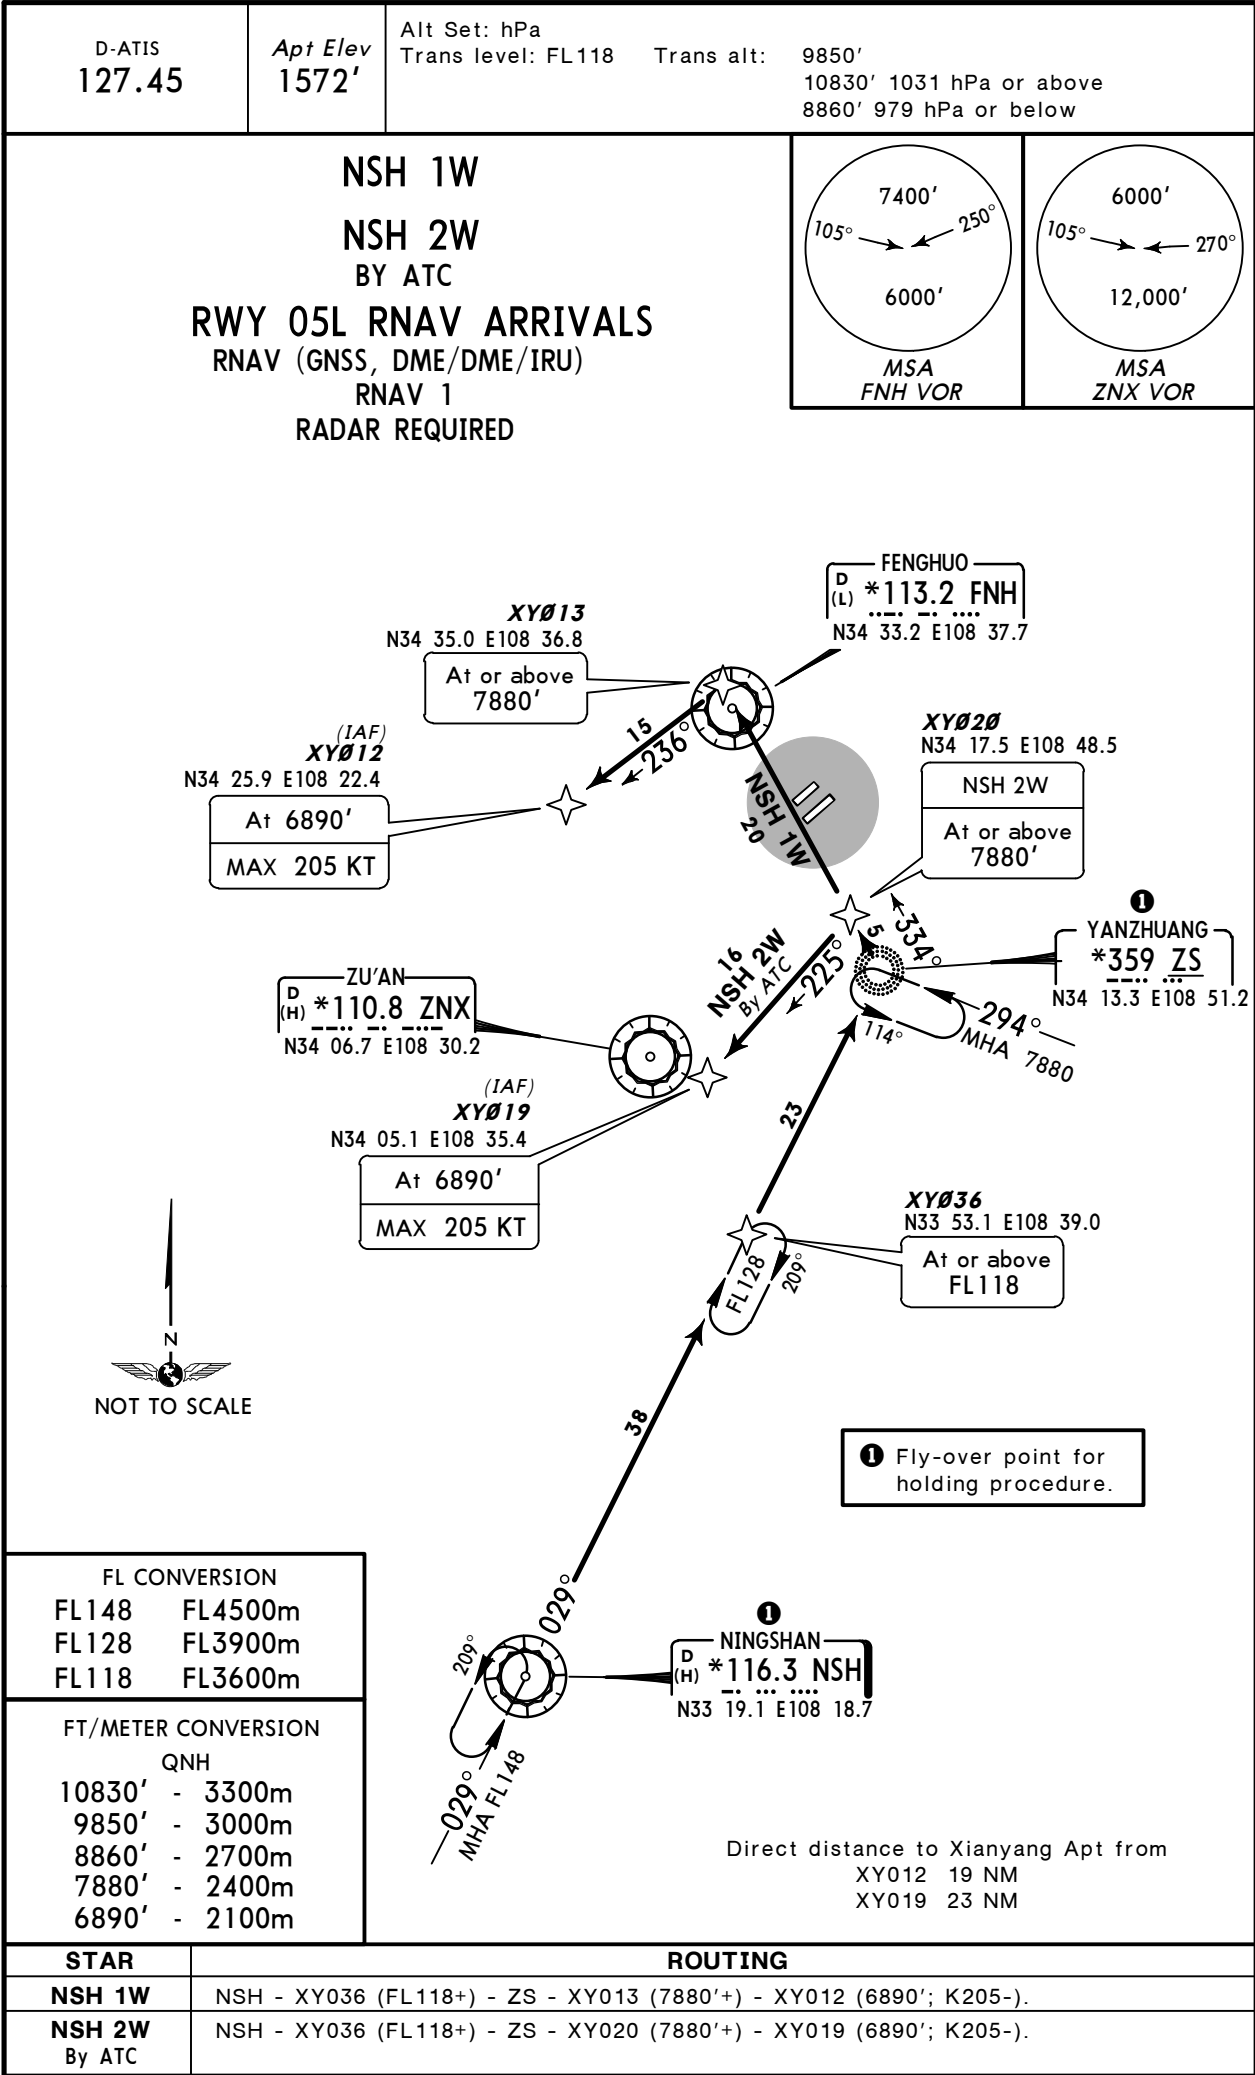 D-ATIS
127.45
Apt Elev
1572'
Alt Set: hPa
Trans level: FL118 Trans alt: 9850'
10830' 1031 hPa or above
8860' 979 hPa or below
NSH 1W
NSH 2W
BY ATC
RWY 05L RNAV ARRIVALS
RNAV (GNSS, DME/DME/IRU)
RNAV 1
RADAR REQUIRED
7400'
105°
250°
6000'
MSA
FNH VOR
6000'
105°
270°
12,000'
MSA
ZNX VOR
FENGHUO
D
(L) *113.2 FNH
N34 33.2 E108 37.7
XYØ13
N34 35.0 E108 36.8
At or above
7880'
(IAF)
XYØ12
N34 25.9 E108 22.4
At 6890'
MAX 205 KT
15
236°
NSH 1W
20
XYØ2Ø
N34 17.5 E108 48.5
NSH 2W
At or above
7880'
1
YANZHUANG
*359 ZS
N34 13.3 E108 51.2
5
334°
16
NSH 2W
By ATC
225°
294°
MHA 7880
114°
ZU'AN
D
(H) *110.8 ZNX
N34 06.7 E108 30.2
(IAF)
XYØ19
N34 05.1 E108 35.4
At 6890'
MAX 205 KT
23
XYØ36
N33 53.1 E108 39.0
At or above
FL118
FL128
209°
N
NOT TO SCALE
38
1 Fly-over point for
holding procedure.
029°
209°
029°
MHA FL148
1
NINGSHAN
D
(H) *116.3 NSH
N33 19.1 E108 18.7
FL CONVERSION
FL148 FL4500m
FL128 FL3900m
FL118 FL3600m
FT/METER CONVERSION
QNH
10830' - 3300m
9850' - 3000m
8860' - 2700m
7880' - 2400m
6890' - 2100m
Direct distance to Xianyang Apt from
XY012 19 NM
XY019 23 NM
STAR ROUTING
NSH 1W NSH - XY036 (FL118+) - ZS - XY013 (7880'+) - XY012 (6890'; K205-).
NSH 2W NSH - XY036 (FL118+) - ZS - XY020 (7880'+) - XY019 (6890'; K205-).
By ATC